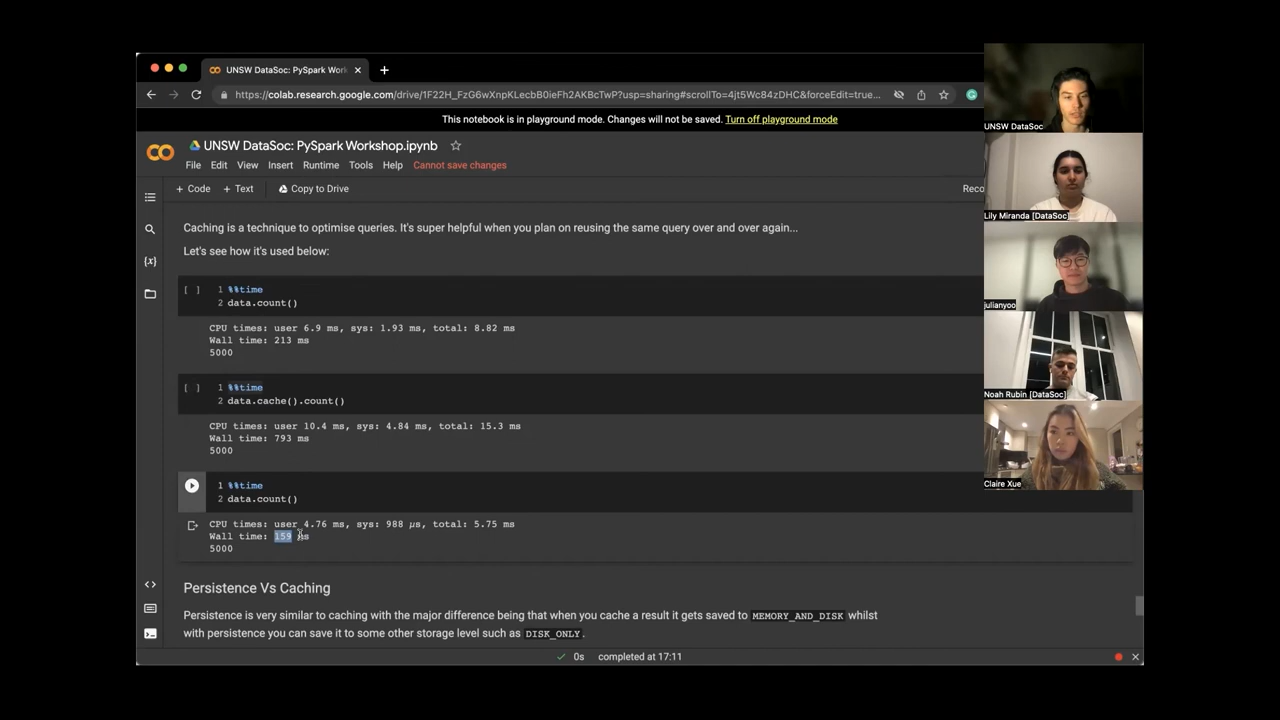 UNSW DataSoc: PySpark Work
https://colab.research.google.com/drive/1F22H_FzG6wXnpKLecbB0ieFh2AKBcTwP?usp=sharing#scrollTo=4jt5Wc84zDHC&forceEdit=true...
This notebook is in playground mode. Changes will not be saved. Turn off playground mode
UNSW DataSoc: PySpark Workshop.ipynb
File Edit View Insert Runtime Tools Help Cannot save changes
+ Code + Text Copy to Drive
Caching is a technique to optimise queries. It's super helpful when you plan on reusing the same query over and over again...
Let's see how it's used below:
[ ] 1 %%time
2 data.count()
CPU times: user 6.9 ms, sys: 1.93 ms, total: 8.82 ms
Wall time: 213 ms
5000
[ ] 1 %%time
2 data.cache().count()
CPU times: user 10.4 ms, sys: 4.84 ms, total: 15.3 ms
Wall time: 793 ms
5000
1 %%time
2 data.count()
CPU times: user 4.76 ms, sys: 988 µs, total: 5.75 ms
Wall time: 159 ms
5000
Persistence Vs Caching
Persistence is very similar to caching with the major difference being that when you cache a result it gets saved to MEMORY_AND_DISK whilst
with persistence you can save it to some other storage level such as DISK_ONLY.
0s completed at 17:11
UNSW DataSoc
Lily Miranda [DataSoc]
julianyoo
Noah Rubin [DataSoc]
Claire Xue